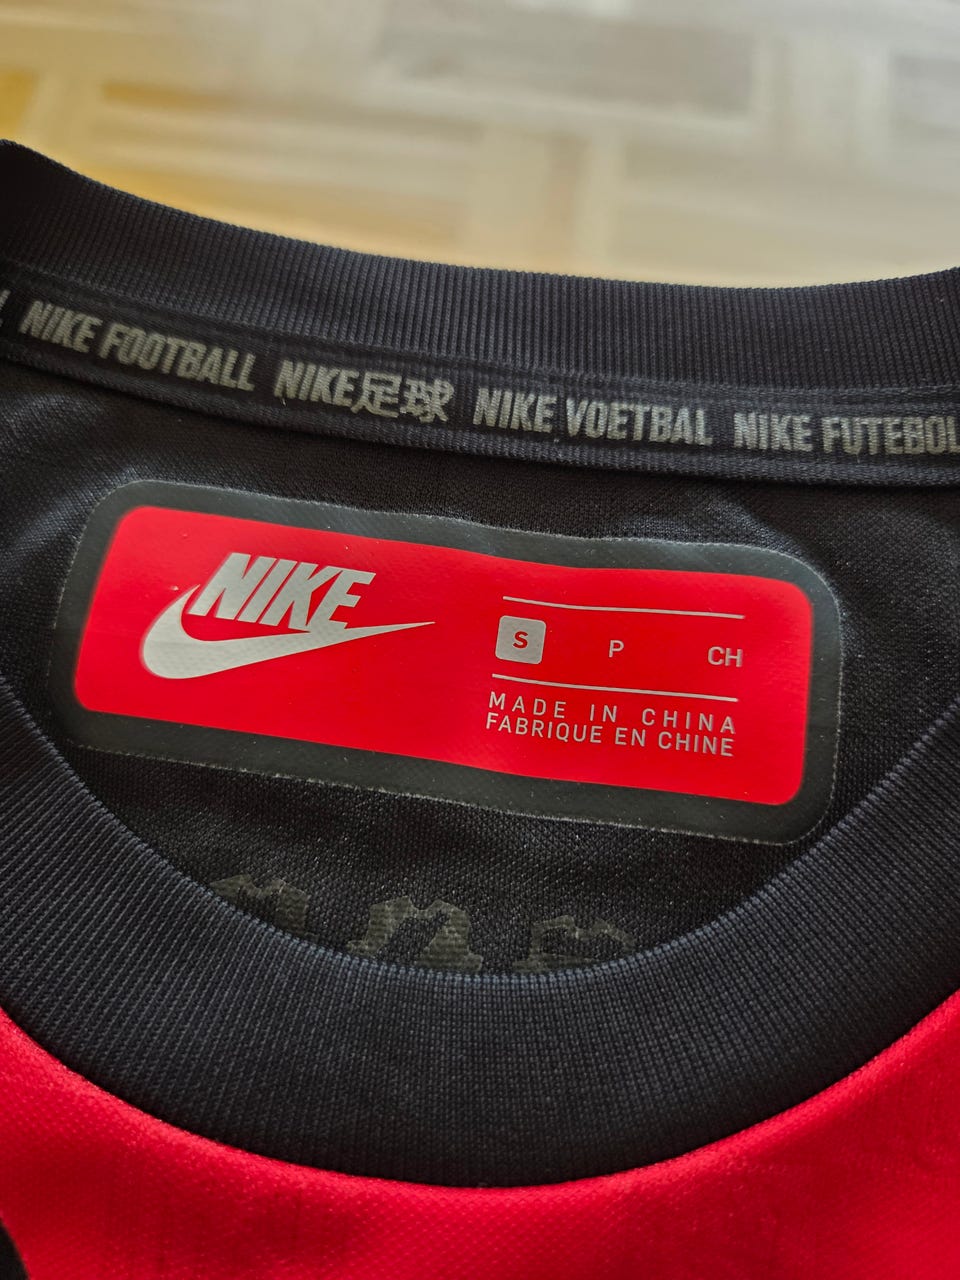 NIKE FOOTBALL NIKE足球 NIKE VOETBAL NIKE FUTEBOL
NIKE
S P CH
MADE IN CHINA
FABRIQUE EN CHINE